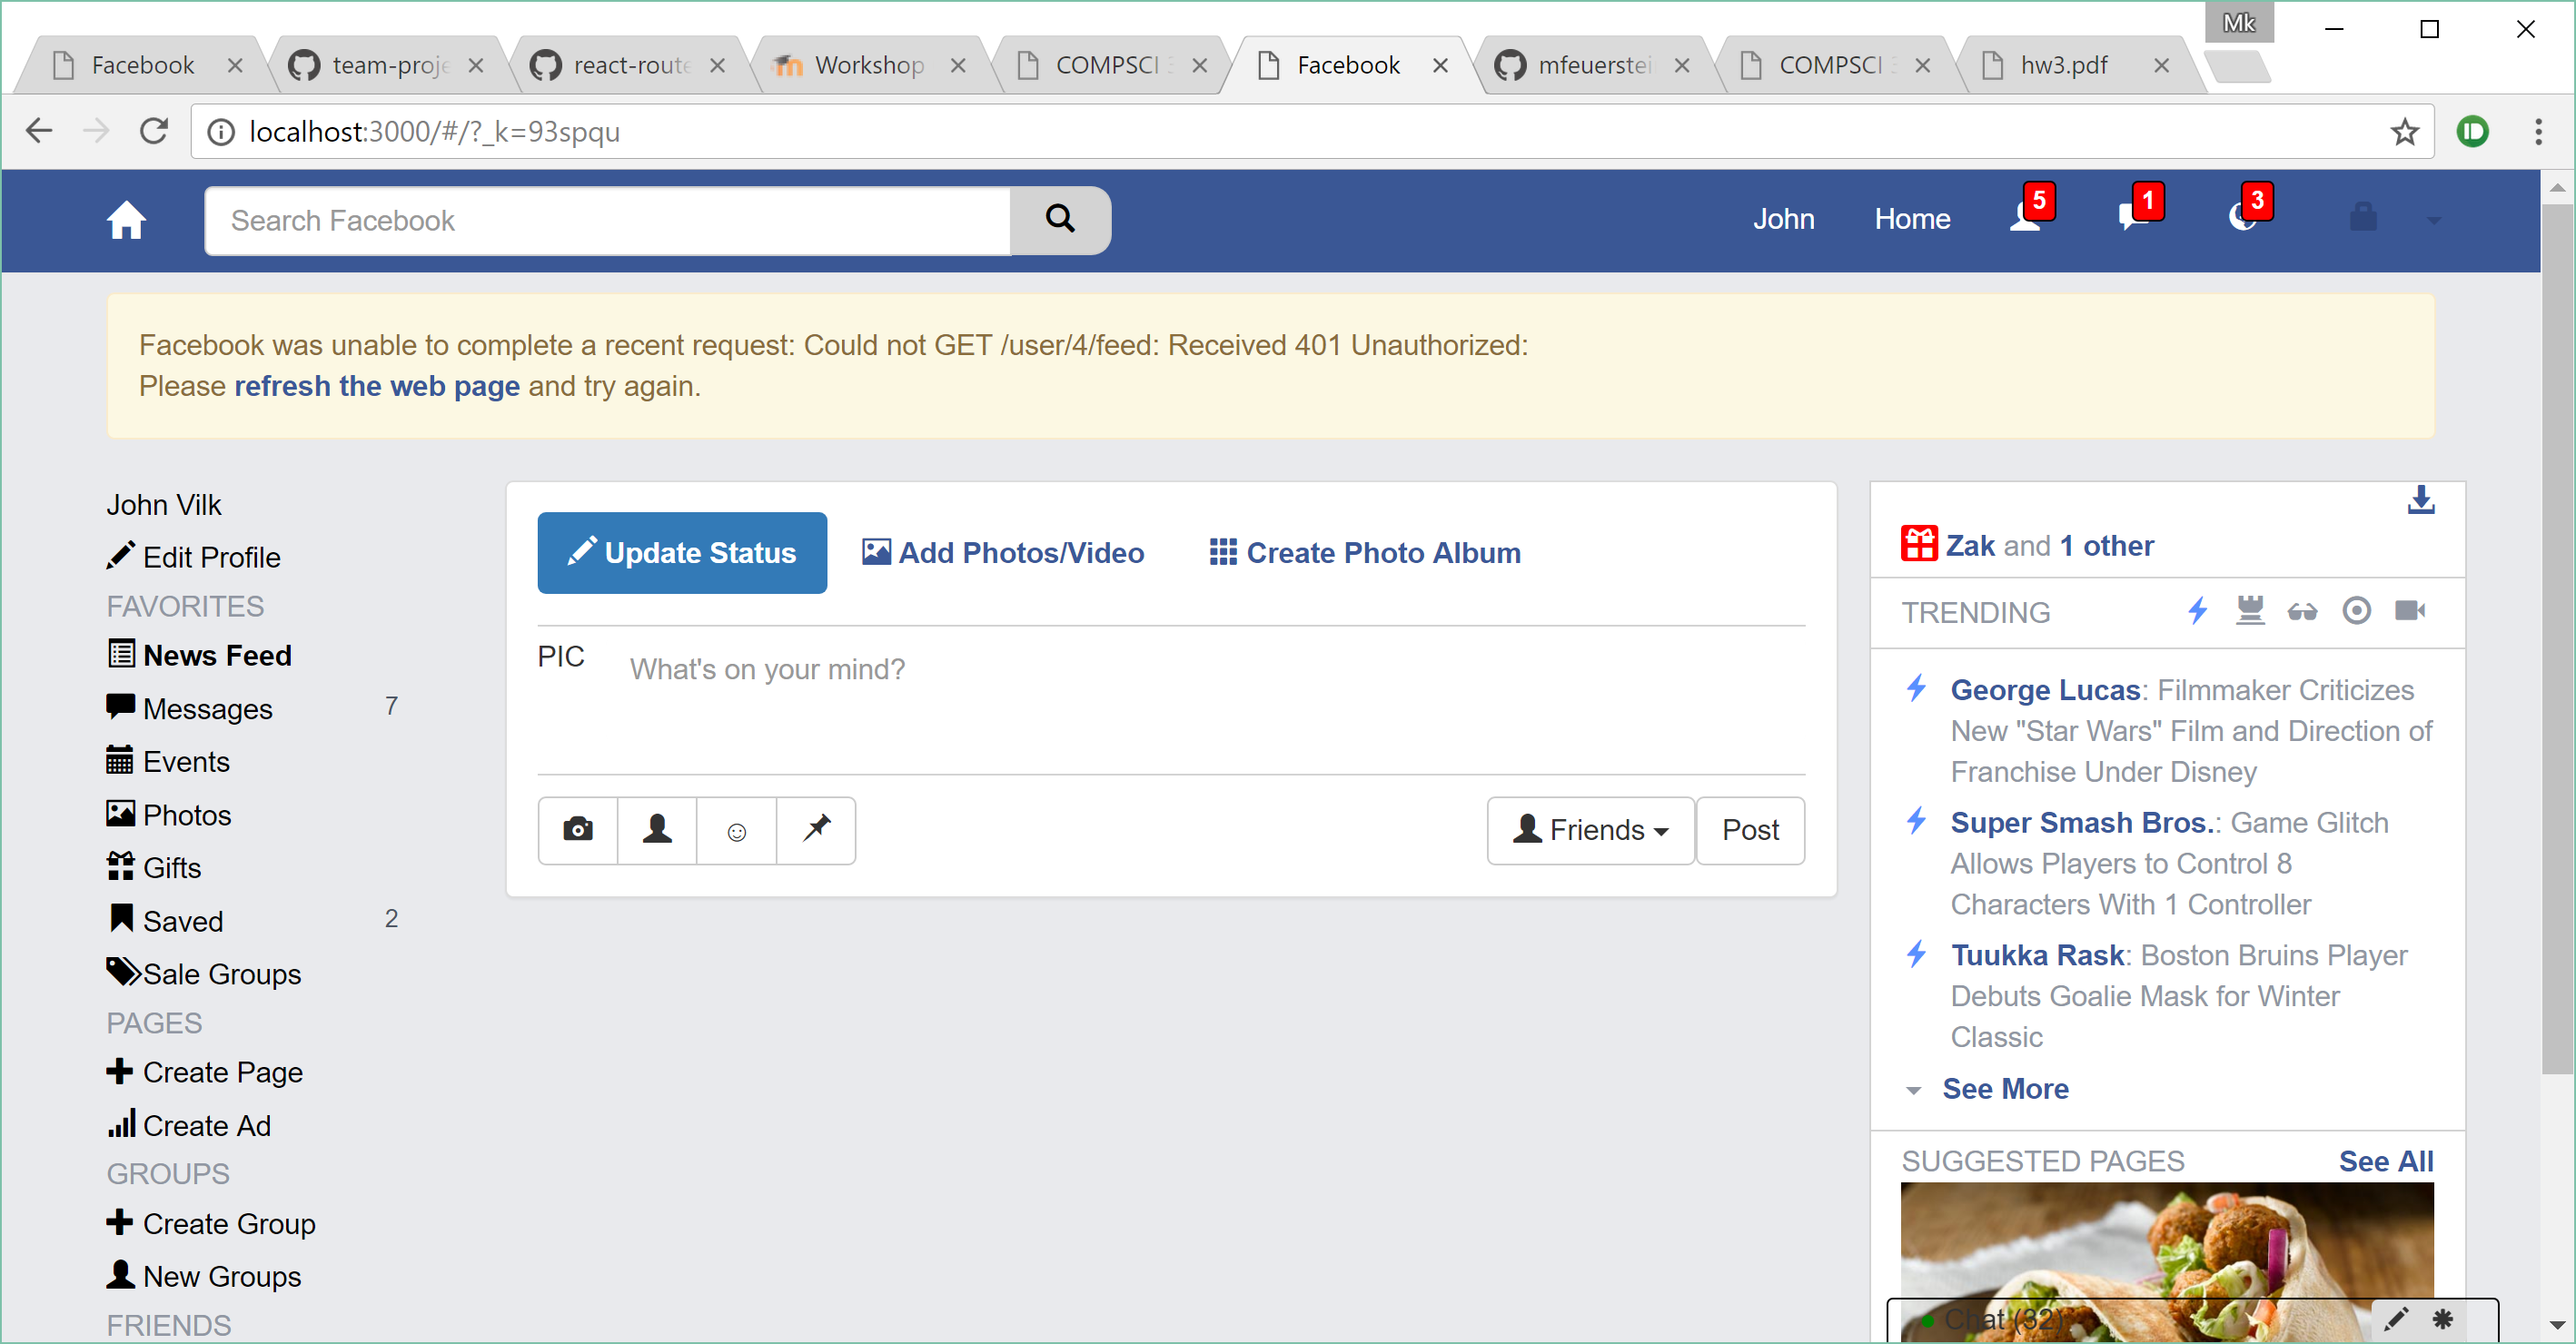 Mk
Facebook
team-proje
react-route
Workshop
COMPSCI 3
Facebook
mfeuerstei
COMPSCI 3
hw3.pdf
localhost:3000/#/?_k=93spqu
Search Facebook
John
Home
5
1
3
Facebook was unable to complete a recent request: Could not GET /user/4/feed: Received 401 Unauthorized:
Please refresh the web page and try again.
John Vilk
Edit Profile
FAVORITES
News Feed
Messages 7
Events
Photos
Gifts
Saved 2
Sale Groups
PAGES
Create Page
Create Ad
GROUPS
Create Group
New Groups
FRIENDS
Update Status
Add Photos/Video
Create Photo Album
PIC
What's on your mind?
Friends
Post
Zak and 1 other
TRENDING
George Lucas: Filmmaker Criticizes
New "Star Wars" Film and Direction of
Franchise Under Disney
Super Smash Bros.: Game Glitch
Allows Players to Control 8
Characters With 1 Controller
Tuukka Rask: Boston Bruins Player
Debuts Goalie Mask for Winter
Classic
See More
SUGGESTED PAGES See All
Chat (32)